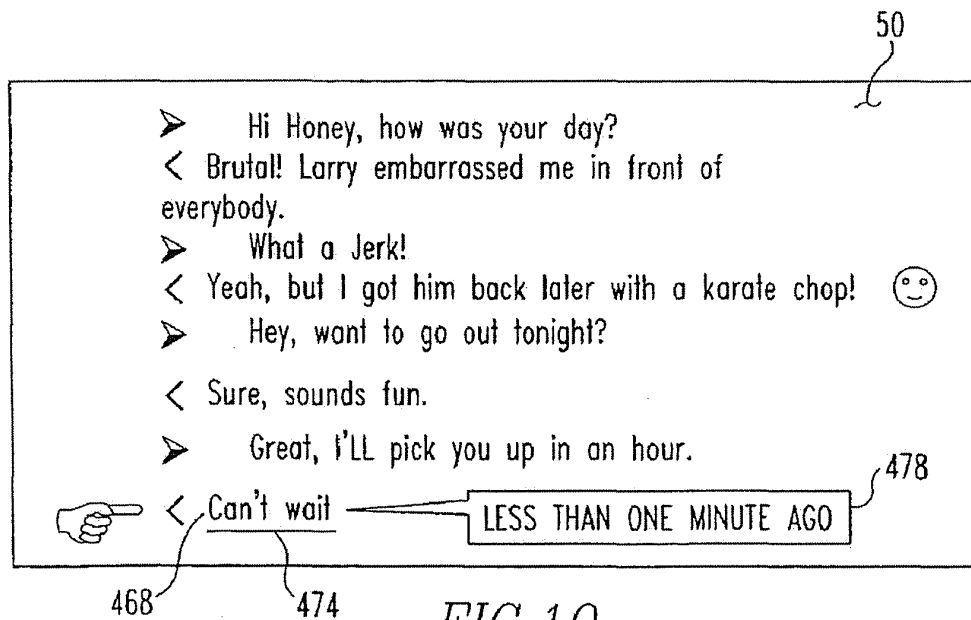 50
Hi Honey, how was your day?
< Brutal! Larry embarrassed me in front of
everybody.
What a Jerk!
< Yeah, but I got him back later with a karate chop!
Hey, want to go out tonight?
< Sure, sounds fun.
Great, I'LL pick you up in an hour.
478
< Can't wait LESS THAN ONE MINUTE AGO
468 474